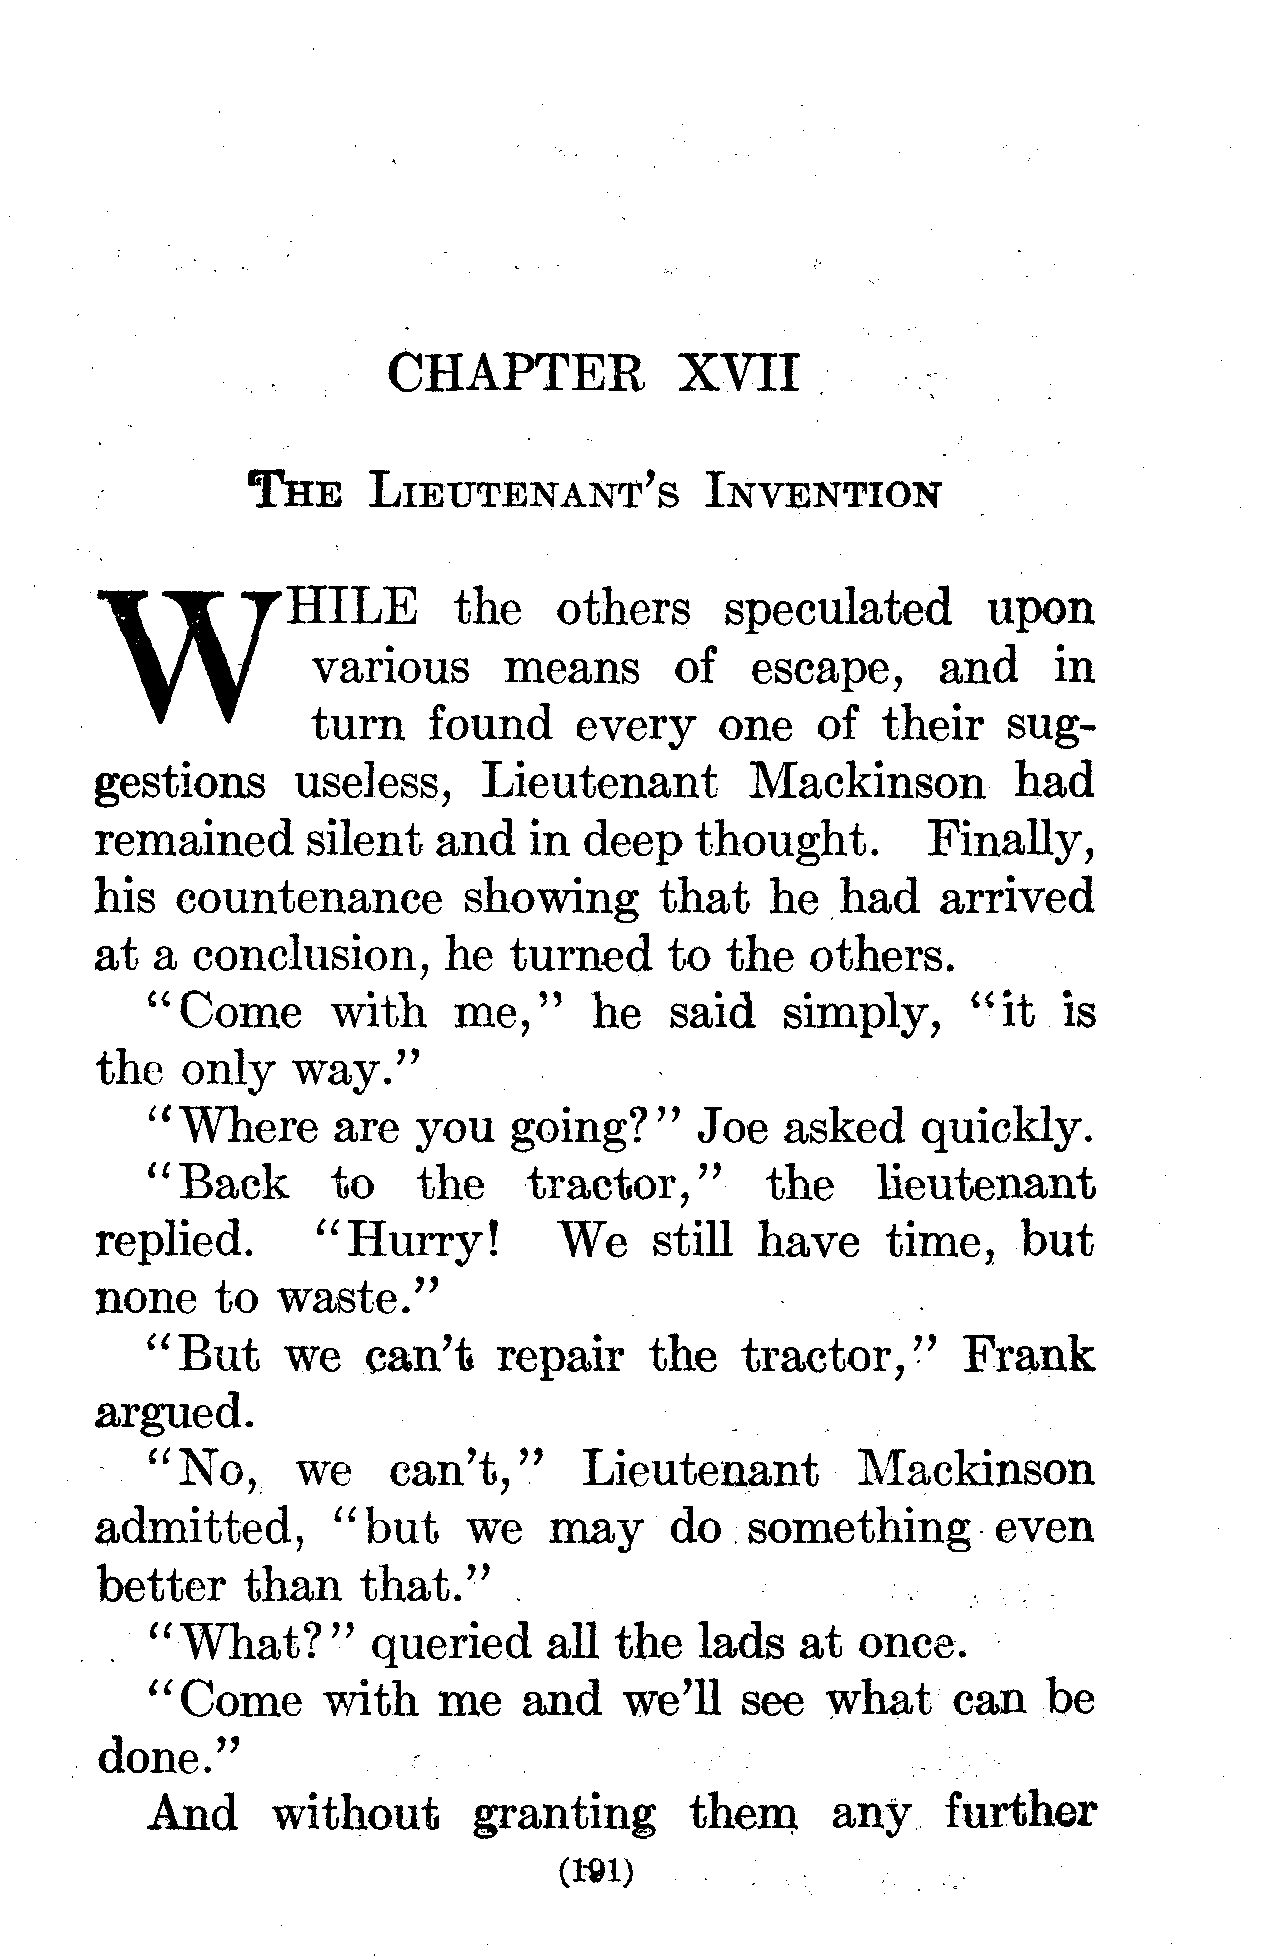 CHAPTER XVII
The Lieutenant's Invention
WHILE the others speculated upon
various means of escape, and in
turn found every one of their sug-
gestions useless, Lieutenant Mackinson had
remained silent and in deep thought. Finally,
his countenance showing that he had arrived
at a conclusion, he turned to the others.
"Come with me," he said simply, "it is
the only way."
"Where are you going?" Joe asked quickly.
"Back to the tractor," the lieutenant
replied. "Hurry! We still have time, but
none to waste."
"But we can't repair the tractor," Frank
argued.
"No, we can't," Lieutenant Mackinson
admitted, "but we may do something even
better than that."
"What?" queried all the lads at once.
"Come with me and we'll see what can be
done."
And without granting them any further
(191)